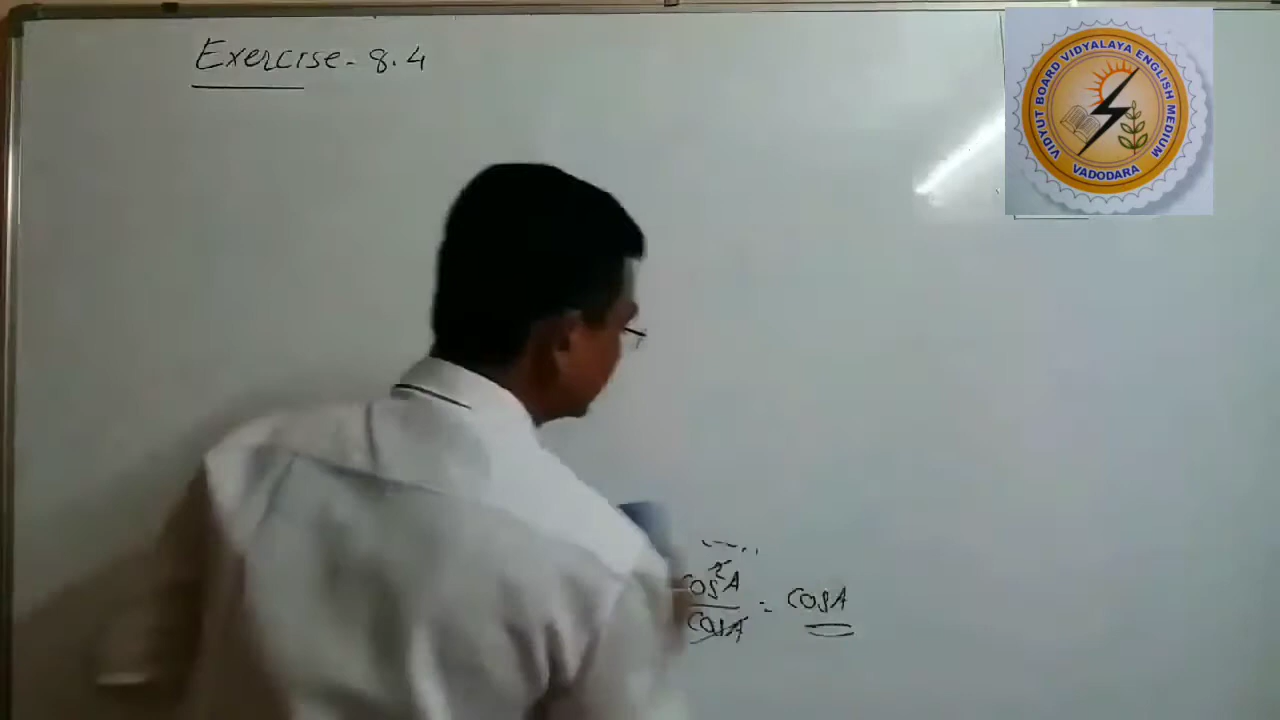 Exercise - 8.4
VIDYUT BOARD VIDYALAYA ENGLISH MEDIUM
VADODARA
cos²A
cosA = cosA